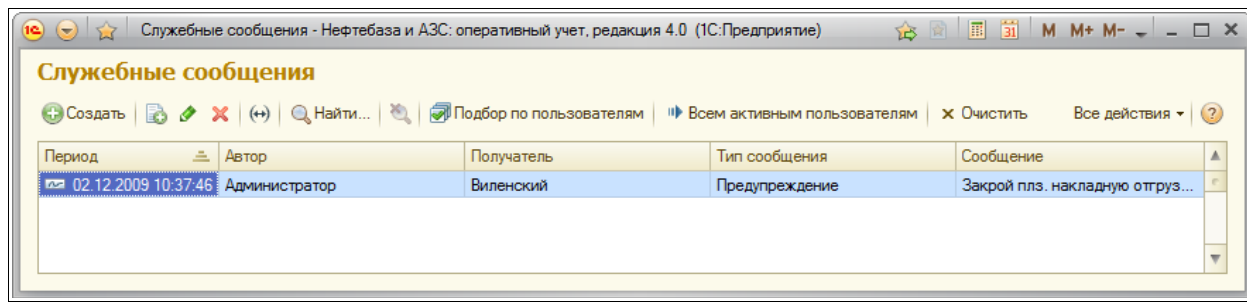 1С Служебные сообщения - Нефтебаза и АЗС: оперативный учет, редакция 4.0 (1С:Предприятие) 31 M M+ M-
Служебные сообщения
Создать Найти... Подбор по пользователям Всем активным пользователям Очистить Все действия ?
Период Автор Получатель Тип сообщения Сообщение
02.12.2009 10:37:46 Администратор Виленский Предупреждение Закрой плз. накладную отгруз...